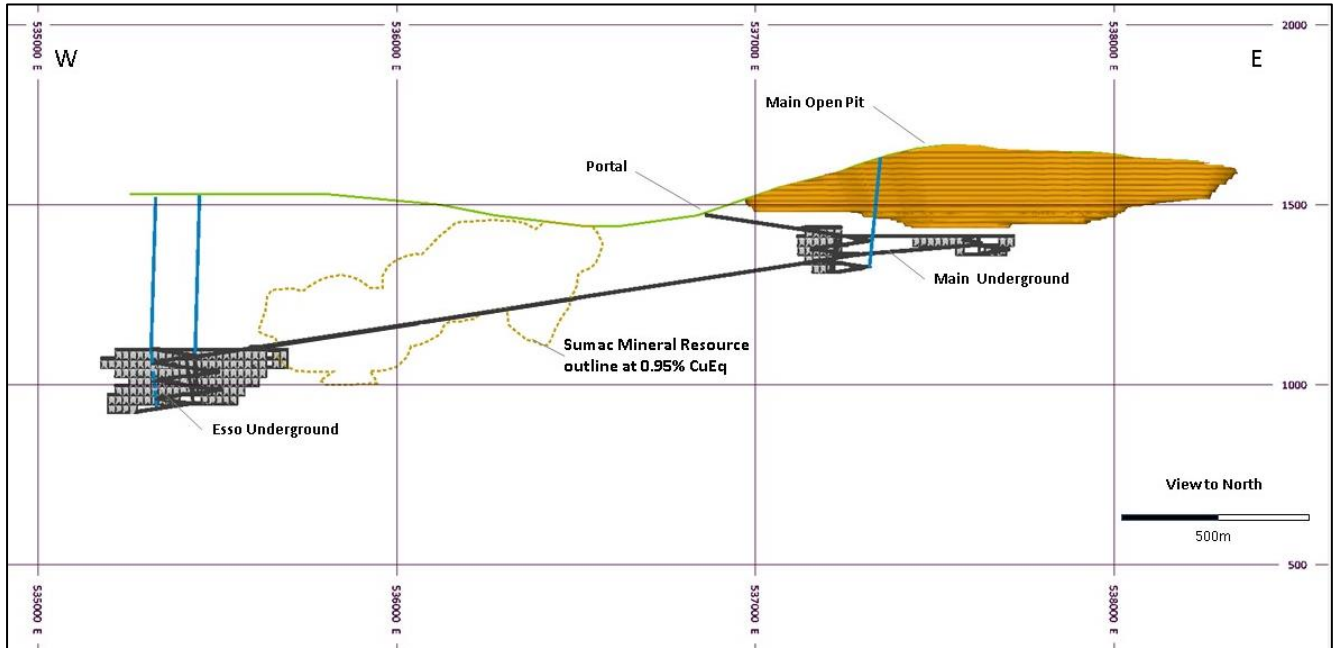 535000 E
536000 E
537000 E
538000 E
2000
W
E
Main Open Pit
Portal
1500
Main Underground
Sumac Mineral Resource
outline at 0.95% CuEq
1000
Esso Underground
View to North
500m
500
535000 E
536000 E
537000 E
538000 E